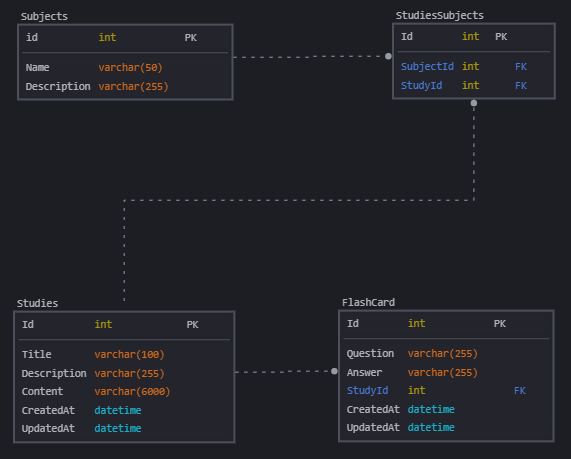 Subjects
id int PK
Name varchar(50)
Description varchar(255)
StudiesSubjects
Id int PK
SubjectId int FK
StudyId int FK
Studies
Id int PK
Title varchar(100)
Description varchar(255)
Content varchar(6000)
CreatedAt datetime
UpdatedAt datetime
FlashCard
Id int PK
Question varchar(255)
Answer varchar(255)
StudyId int FK
CreatedAt datetime
UpdatedAt datetime